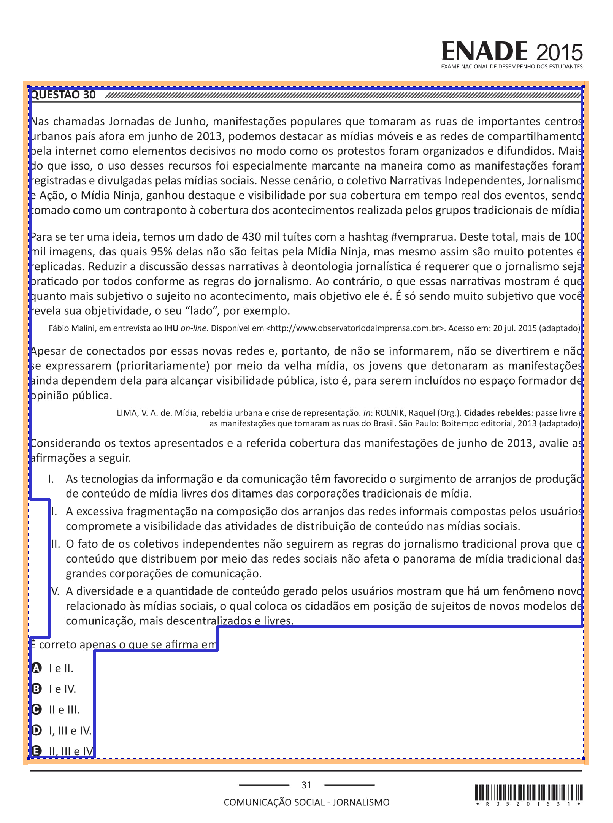 ENADE 2015
EXAME NACIONAL DE DESEMPENHO DOS ESTUDANTES
QUESTÃO 30
Nas chamadas Jornadas de Junho, manifestações populares que tomaram as ruas de importantes centros
urbanos país afora em junho de 2013, podemos destacar as mídias móveis e as redes de compartilhamento
pela internet como elementos decisivos no modo como os protestos foram organizados e difundidos. Mais
do que isso, o uso desses recursos foi especialmente marcante na maneira como as manifestações foram
registradas e divulgadas pelas mídias sociais. Nesse cenário, o coletivo Narrativas Independentes, Jornalismo
e Ação, o Mídia Ninja, ganhou destaque e visibilidade por sua cobertura em tempo real dos eventos, sendo
tomado como um contraponto à cobertura dos acontecimentos realizada pelos grupos tradicionais de mídia.
Para se ter uma ideia, temos um dado de 430 mil tuítes com a hashtag #vemprarua. Deste total, mais de 100
mil imagens, das quais 95% delas não são feitas pela Mídia Ninja, mas mesmo assim são muito potentes e
replicadas. Reduzir a discussão dessas narrativas à deontologia jornalística é requerer que o jornalismo seja
praticado por todos conforme as regras do jornalismo. Ao contrário, o que essas narrativas mostram é que
quanto mais subjetivo o sujeito no acontecimento, mais objetivo ele é. É só sendo muito subjetivo que você
revela sua objetividade, o seu “lado”, por exemplo.
Fábio Malini, em entrevista ao IHU on-line. Disponível em <http://www.observatoriodaimprensa.com.br>. Acesso em: 20 jul. 2015 (adaptado).
Apesar de conectados por essas novas redes e, portanto, de não se informarem, não se divertirem e não
se expressarem (prioritariamente) por meio da velha mídia, os jovens que detonaram as manifestações
ainda dependem dela para alcançar visibilidade pública, isto é, para serem incluídos no espaço formador de
opinião pública.
LIMA, V. A. de. Mídia, rebeldia urbana e crise de representação. In: ROLNIK, Raquel (Org.). Cidades rebeldes: passe livre e
as manifestações que tomaram as ruas do Brasil. São Paulo: Boitempo editorial, 2013 (adaptado).
Considerando os textos apresentados e a referida cobertura das manifestações de junho de 2013, avalie as
afirmações a seguir.
I. As tecnologias da informação e da comunicação têm favorecido o surgimento de arranjos de produção
de conteúdo de mídia livres dos ditames das corporações tradicionais de mídia.
II. A excessiva fragmentação na composição dos arranjos das redes informais compostas pelos usuários
compromete a visibilidade das atividades de distribuição de conteúdo nas mídias sociais.
III. O fato de os coletivos independentes não seguirem as regras do jornalismo tradicional prova que o
conteúdo que distribuem por meio das redes sociais não afeta o panorama de mídia tradicional das
grandes corporações de comunicação.
IV. A diversidade e a quantidade de conteúdo gerado pelos usuários mostram que há um fenômeno novo
relacionado às mídias sociais, o qual coloca os cidadãos em posição de sujeitos de novos modelos de
comunicação, mais descentralizados e livres.
É correto apenas o que se afirma em
A I e II.
B I e IV.
C II e III.
D I, III e IV.
E II, III e IV.
31
COMUNICAÇÃO SOCIAL - JORNALISMO